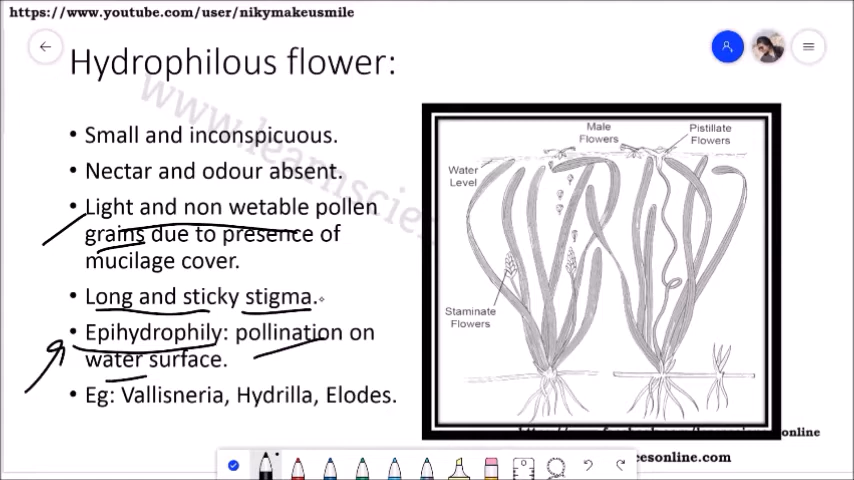 https://www.youtube.com/user/nikymakeusmile
Hydrophilous flower:
• Small and inconspicuous.
• Nectar and odour absent.
• Light and non wetable pollen
grains due to presence of
mucilage cover.
• Long and sticky stigma.
• Epihydrophily: pollination on
water surface.
• Eg: Vallisneria, Hydrilla, Elodes.
Male
Flowers
Pistillate
Flowers
Water
Level
Staminate
Flowers
online
cesonline.com